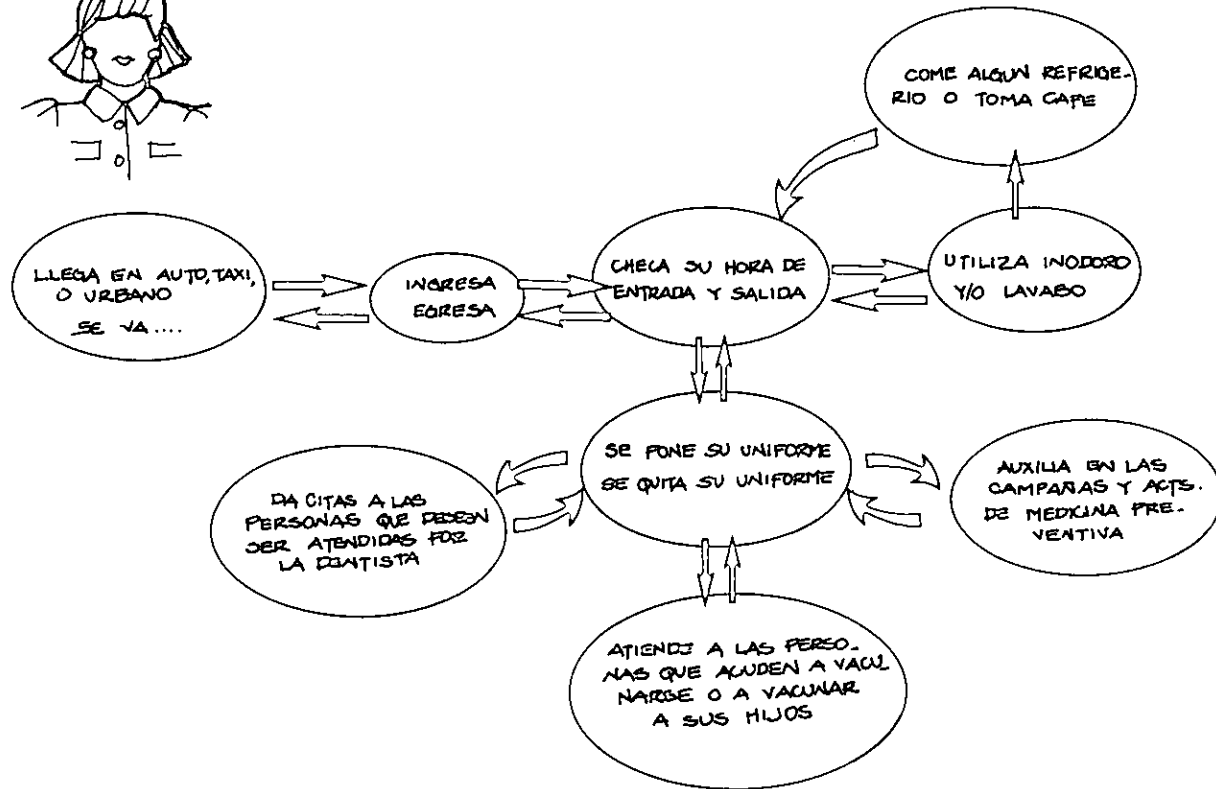 COME ALGUN REFRIGE-
RIO O TOMA CAFE
LLEGA EN AUTO, TAXI,
O URBANO
SE VA....
INGRESA
EGRESA
CHECA SU HORA DE
ENTRADA Y SALIDA
UTILIZA INODORO
Y/O LAVABO
SE PONE SU UNIFORME
SE QUITA SU UNIFORME
DA CITAS A LAS
PERSONAS QUE DESEEN
SER ATENDIDAS POR
LA DENTISTA
AUXILIA EN LAS
CAMPAÑAS Y ACTS.
DE MEDICINA PRE-
VENTIVA
ATIENDE A LAS PERSO-
NAS QUE ACUDEN A VACU
NARSE O A VACUNAR
A SUS HIJOS